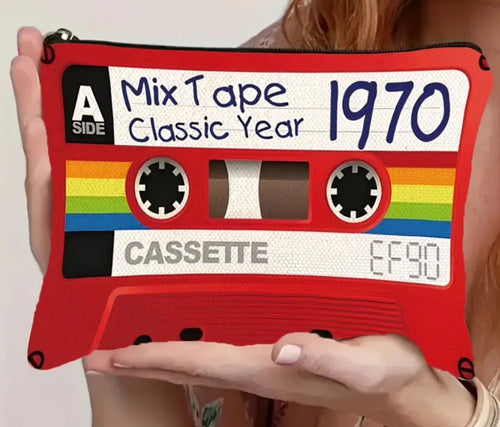 A
SIDE
Mix Tape
Classic Year
1970
CASSETTE
EF90